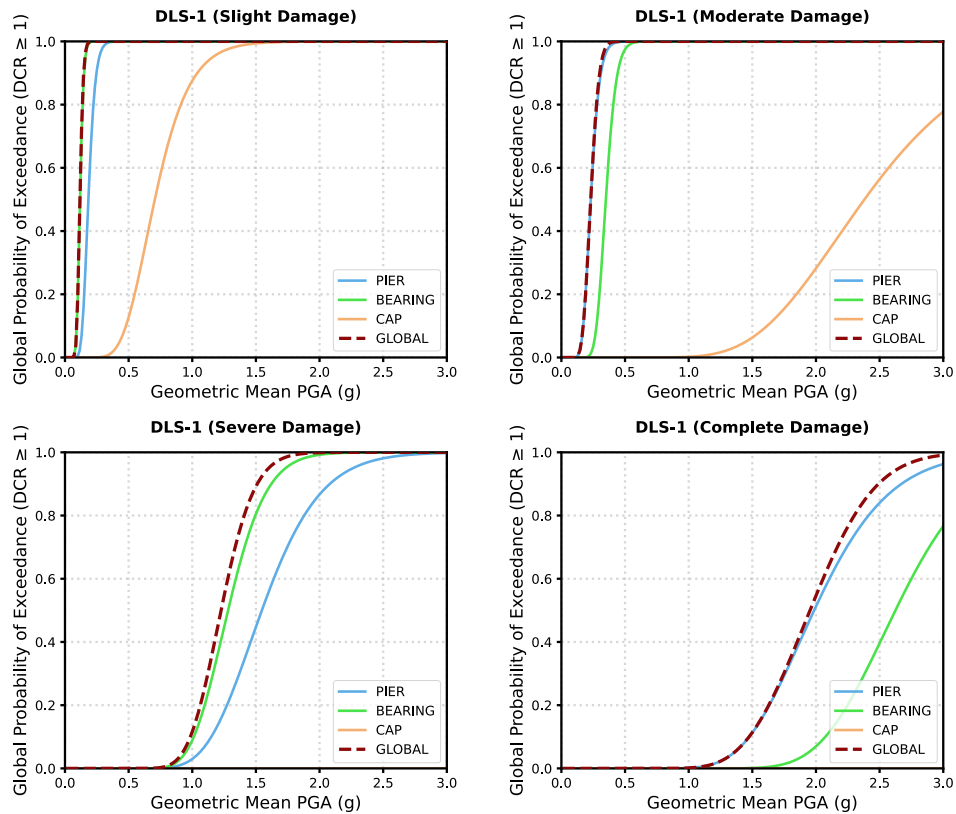 DLS-1 (Slight Damage)
Global Probability of Exceedance (DCR ≥ 1)
1.0
0.8
0.6
0.4
0.2
0.0
0.0 0.5 1.0 1.5 2.0 2.5 3.0
Geometric Mean PGA (g)
PIER
BEARING
CAP
GLOBAL
DLS-1 (Moderate Damage)
Global Probability of Exceedance (DCR ≥ 1)
1.0
0.8
0.6
0.4
0.2
0.0
0.0 0.5 1.0 1.5 2.0 2.5 3.0
Geometric Mean PGA (g)
PIER
BEARING
CAP
GLOBAL
DLS-1 (Severe Damage)
Global Probability of Exceedance (DCR ≥ 1)
1.0
0.8
0.6
0.4
0.2
0.0
0.0 0.5 1.0 1.5 2.0 2.5 3.0
Geometric Mean PGA (g)
PIER
BEARING
CAP
GLOBAL
DLS-1 (Complete Damage)
Global Probability of Exceedance (DCR ≥ 1)
1.0
0.8
0.6
0.4
0.2
0.0
0.0 0.5 1.0 1.5 2.0 2.5 3.0
Geometric Mean PGA (g)
PIER
BEARING
CAP
GLOBAL